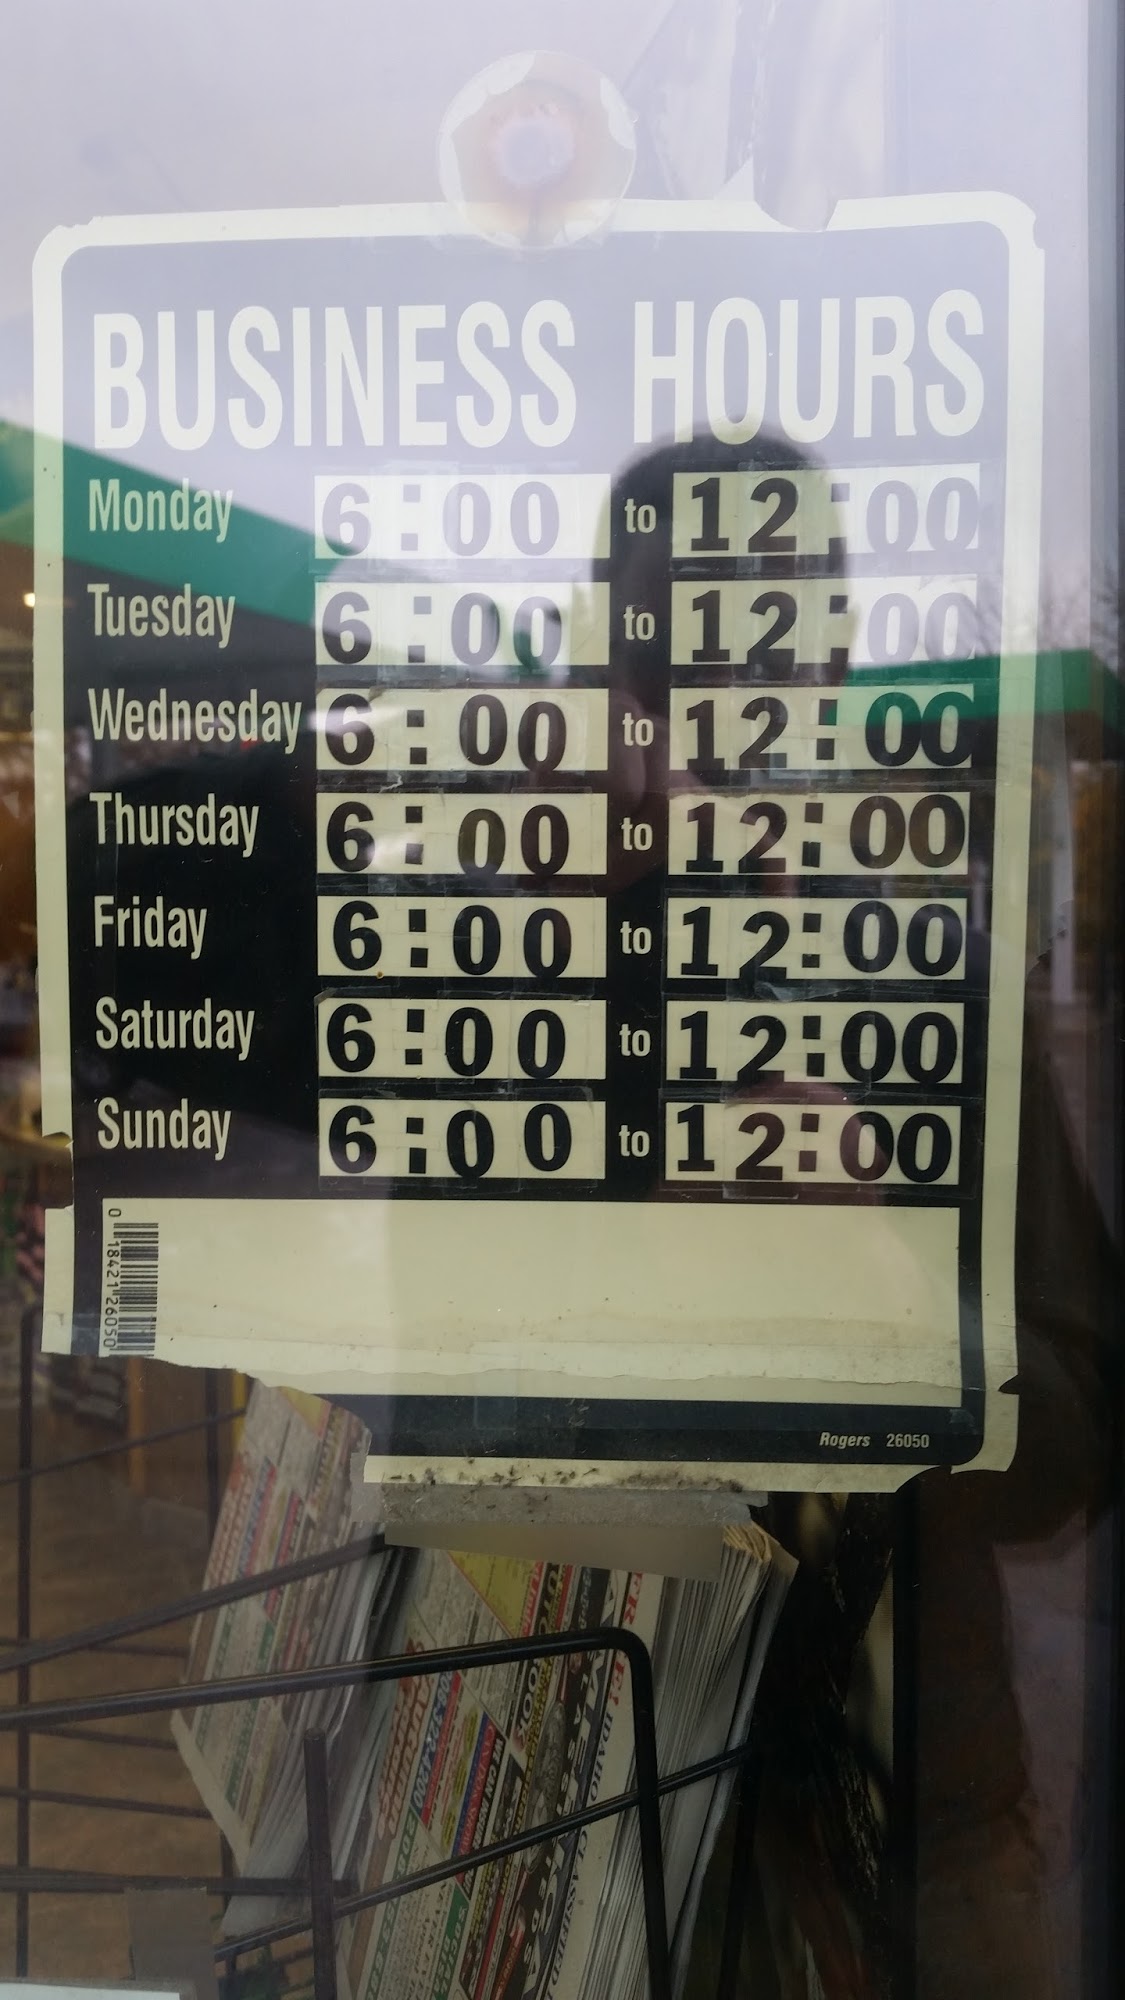 BUSINESS HOURS
Monday 6:00 to 12:00
Tuesday 6:00 to 12:00
Wednesday 6:00 to 12:00
Thursday 6:00 to 12:00
Friday 6:00 to 12:00
Saturday 6:00 to 12:00
Sunday 6:00 to 12:00
0 18421 26050
Rogers 26050
IDAHO
CLASSIFIEDS